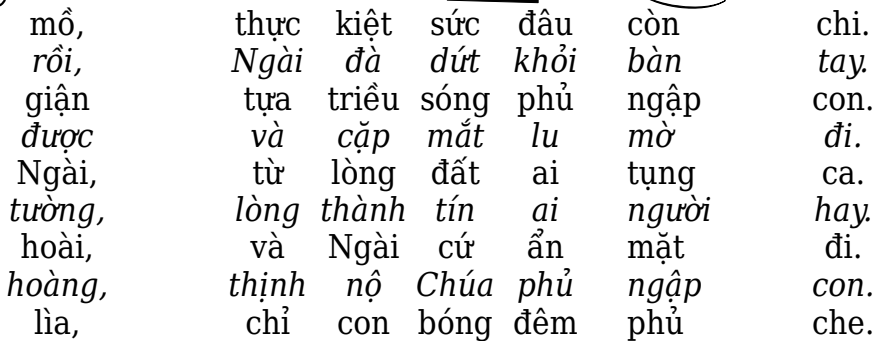 mồ, thực kiệt sức đâu còn chi.
rồi, Ngài đà dứt khỏi bàn tay.
giận tựa triều sóng phủ ngập con.
được và cặp mắt lu mờ đi.
Ngài, từ lòng đất ai tụng ca.
tường, lòng thành tín ai người hay.
hoài, và Ngài cứ ẩn mặt đi.
hoàng, thịnh nộ Chúa phủ ngập con.
lìa, chỉ con bóng đêm phủ che.